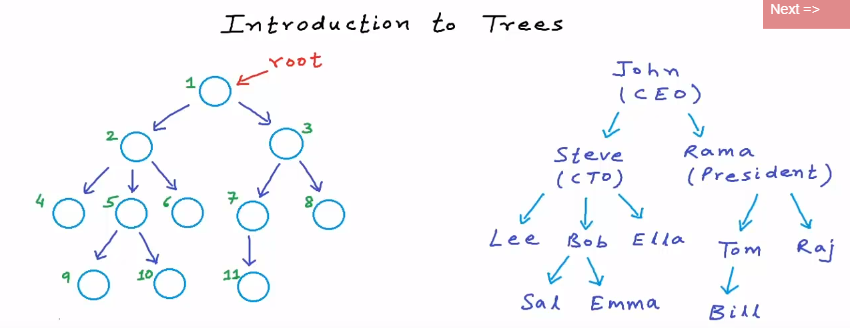 Next =>
Introduction to Trees
root
1
2
3
4
5
6
7
8
9
10
11
John
(CEO)
Steve
(CTO)
Rama
(President)
Lee
Bob
Ella
Tom
Raj
Sal
Emma
Bill